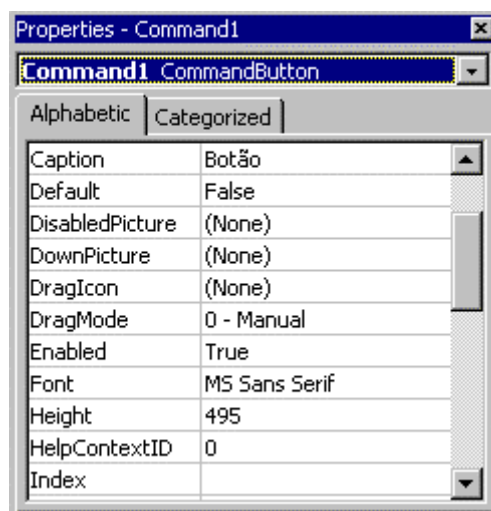 Properties - Command1
Command1 CommandButton
Alphabetic Categorized
Caption Botão
Default False
DisabledPicture (None)
DownPicture (None)
DragIcon (None)
DragMode 0 - Manual
Enabled True
Font MS Sans Serif
Height 495
HelpContextID 0
Index